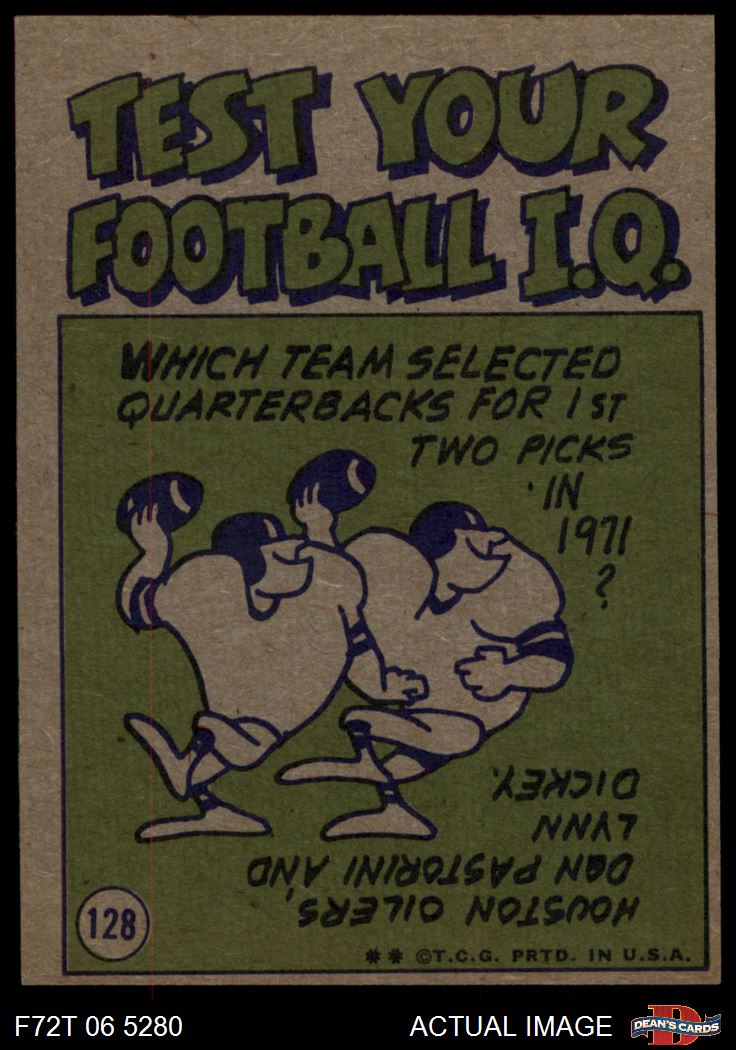 TEST YOUR
FOOTBALL I.Q.
WHICH TEAM SELECTED
QUARTERBACKS FOR 1ST
TWO PICKS
IN
1971
?
HOUSTON OILERS,
DAN PASTORINI AND
LYNN
DICKEY.
128
** ©T.C.G. PRTD. IN U.S.A.
F72T 06 5280 ACTUAL IMAGE
D
DEAN'S CARDS